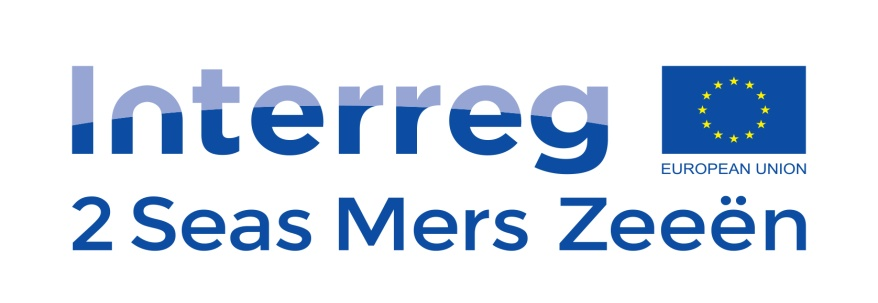 Interreg
EUROPEAN UNION
2 Seas Mers Zeeën